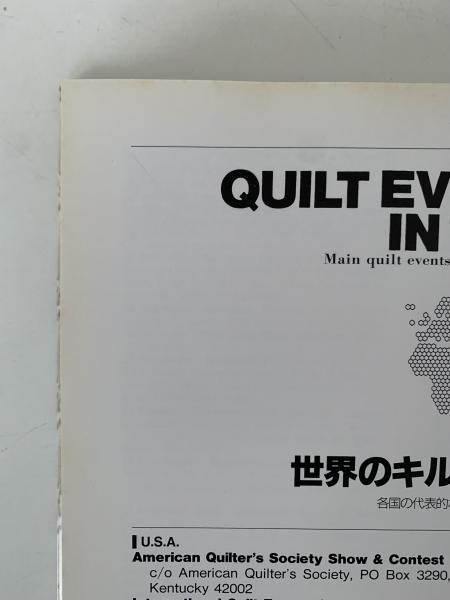 QUILT EV
IN
Main quilt events
世界のキル
各国の代表的
U.S.A.
American Quilter's Society Show & Contest
c/o American Quilter's Society, PO Box 3290,
Kentucky 42002